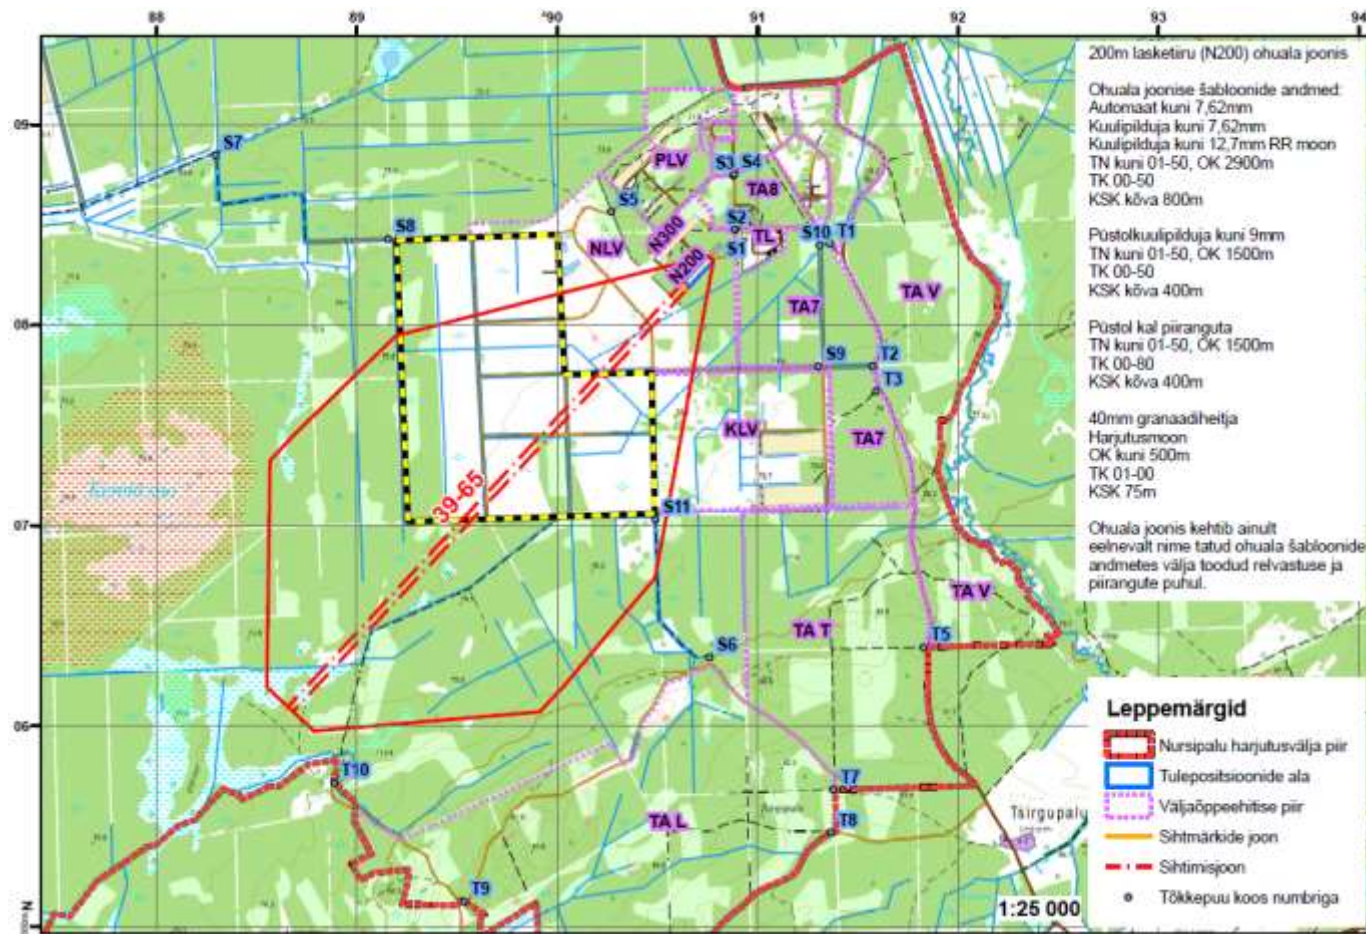 88 89 ⁶90 91 92 93 94
200m lasketiiru (N200) ohuala joonis
Ohuala joonise šabloonide andmed:
Automaat kuni 7,62mm
Kuulipilduja kuni 7,62mm
Kuulipilduja kuni 12,7mm RR moon
TN kuni 01-50, OK 2900m
TK 00-50
KSK kõva 800m
Püstolkuulipilduja kuni 9mm
TN kuni 01-50, OK 1500m
TK 00-50
KSK kõva 400m
Püstol kal piiranguta
TN kuni 01-50, OK 1500m
TK 00-80
KSK kõva 400m
40mm granaadiheitja
Harjutusmoon
OK kuni 500m
TK 01-00
KSK 75m
Ohuala joonis kehtib ainult
eelnevalt nime tatud ohuala šabloonide
andmetes välja toodud relvastuse ja
piirangute puhul.
09
S7
PLV
S3
S4
TA8
S5
S8
NLV
N300
S2
S1
TL1
S10
T1
N200
TA V
08
TA7
S9
T2
T3
KLV
TA7
39-65
07
S11
TA V
TA T
T5
S6
06
T10
T7
T8
TA L
Tsirgupalu
T9
1:25 000
Leppemärgid
Nursipalu harjutusvälja piir
Tulepositsioonide ala
Väljaõppeehitise piir
Sihtmärkide joon
Sihtimisjoon
Tõkkepuu koos numbriga